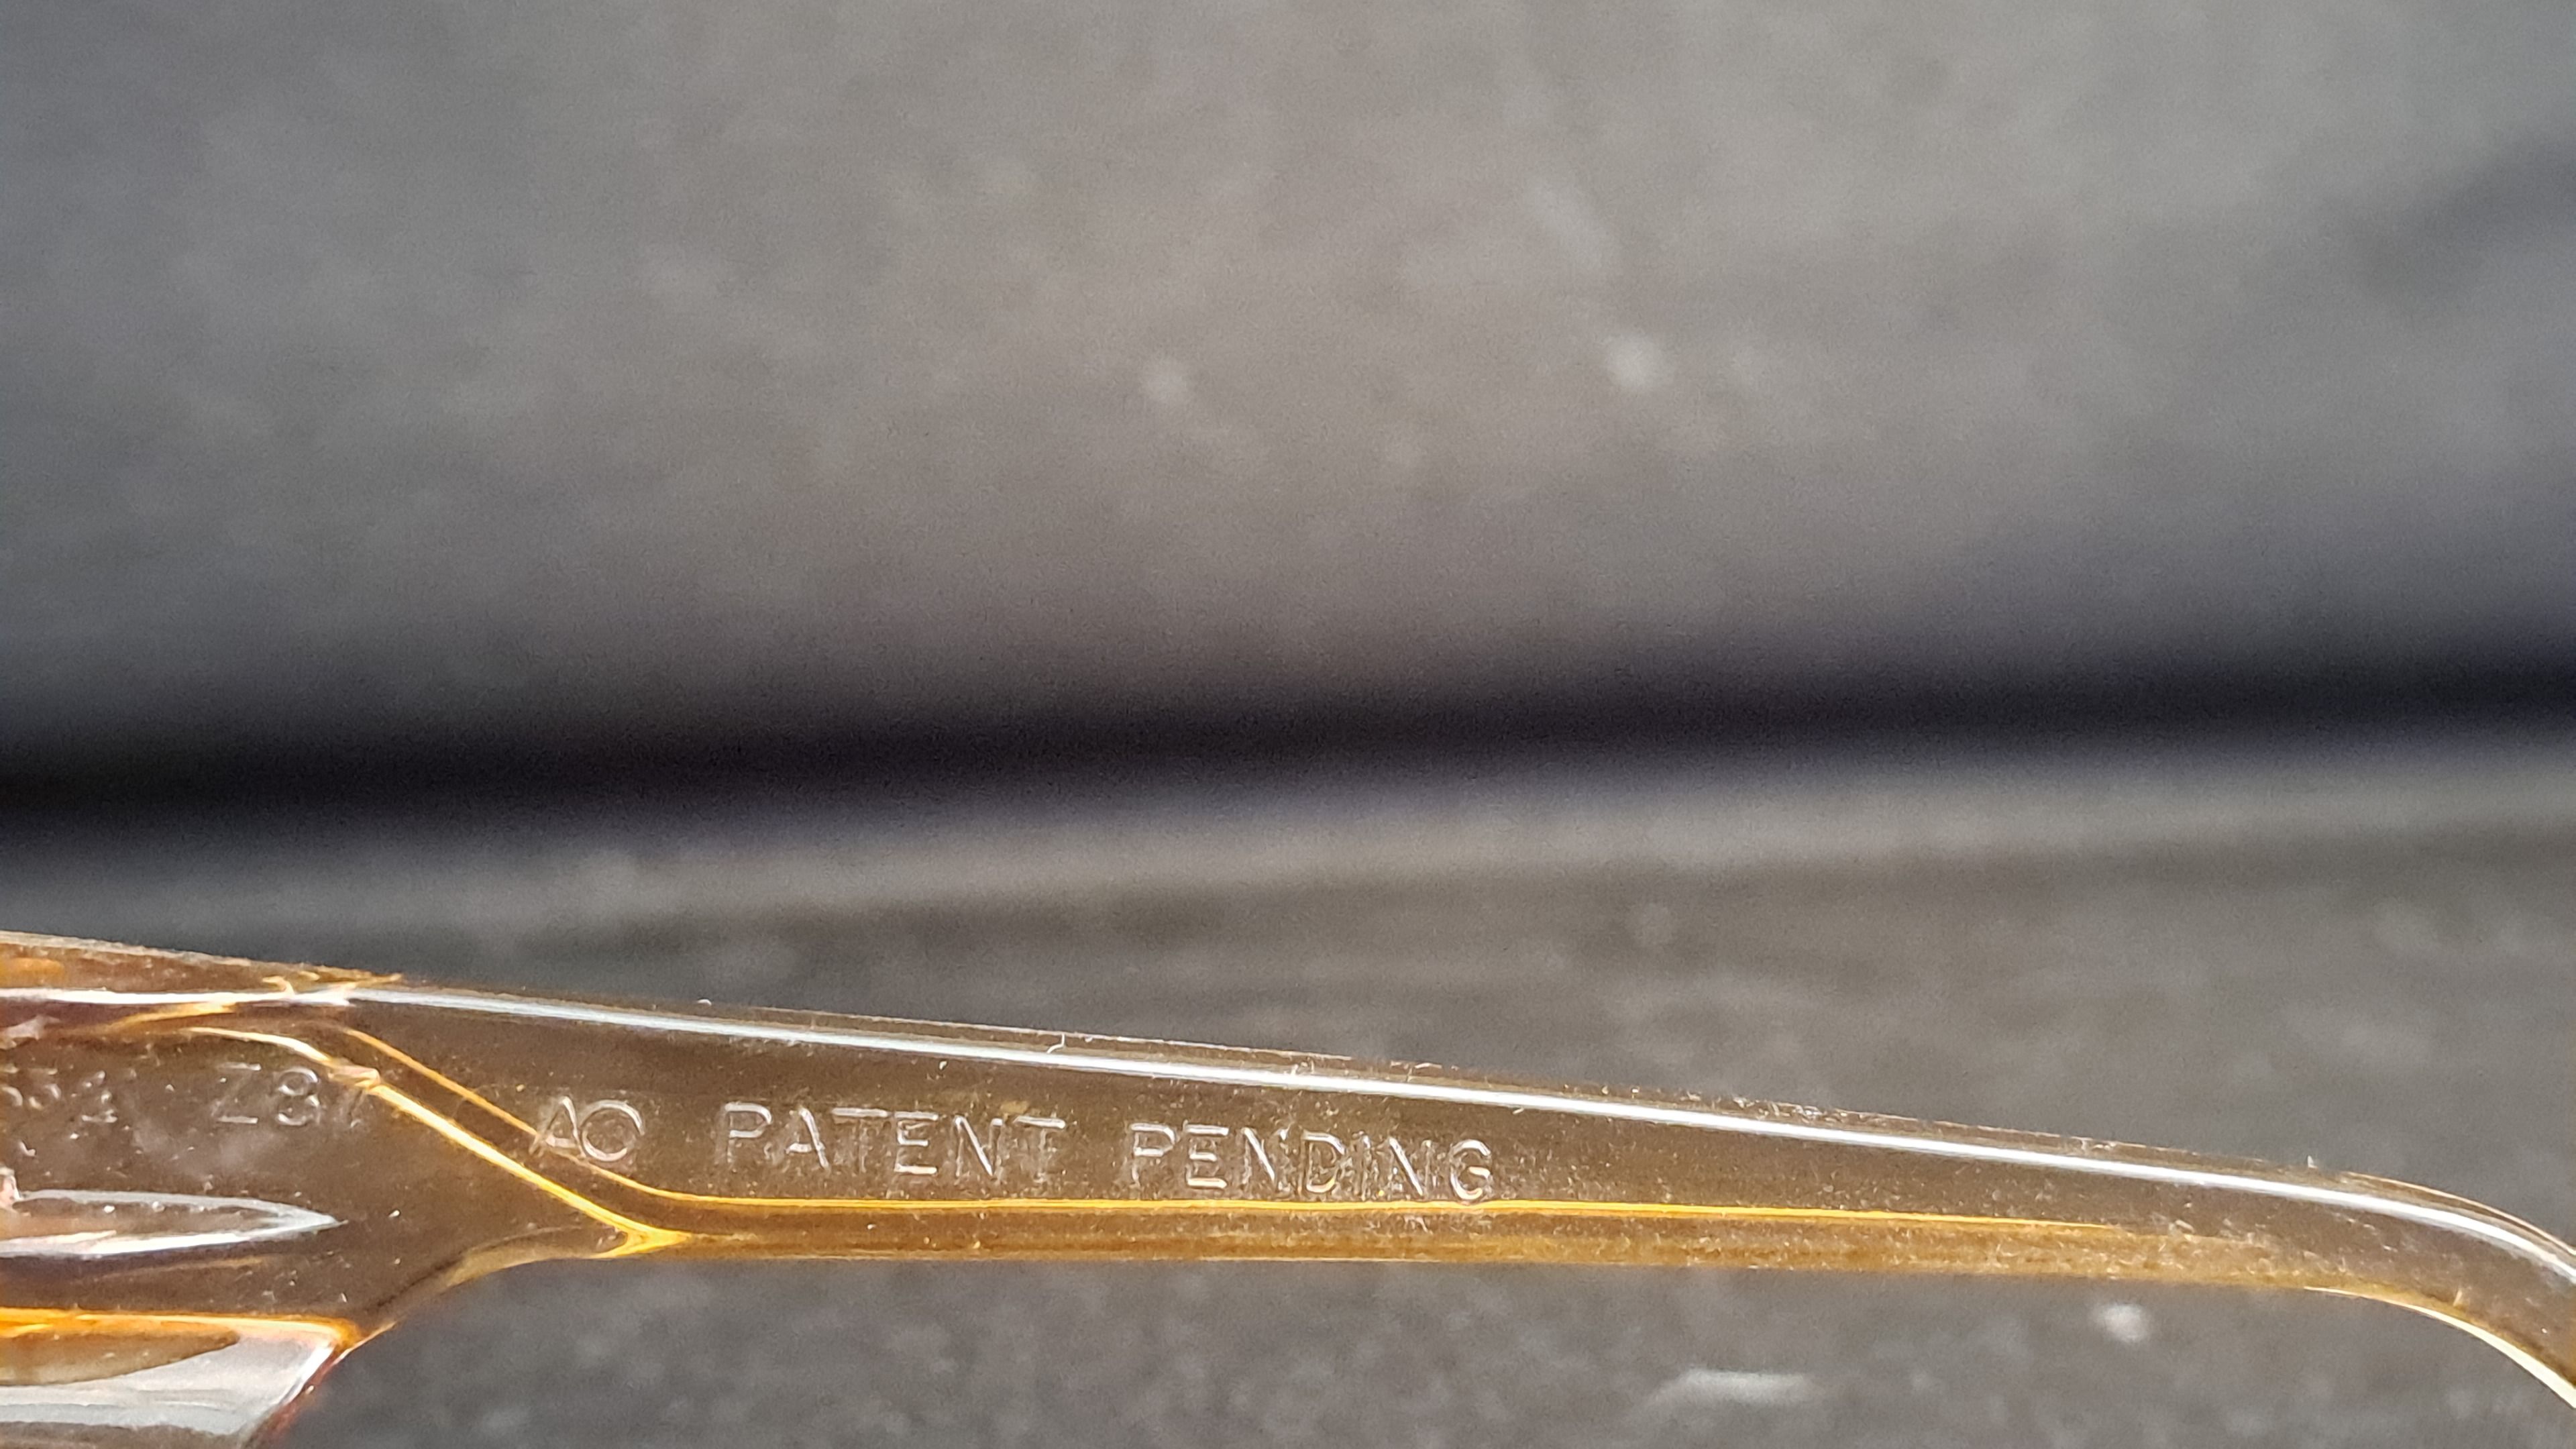 Z87 AO PATENT PENDING